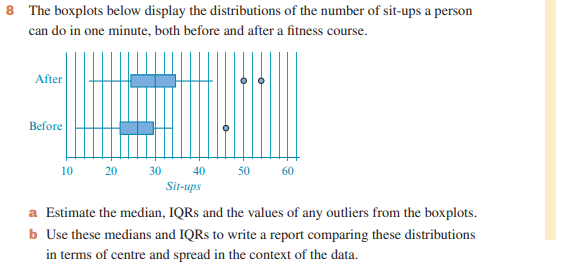 8 The boxplots below display the distributions of the number of sit-ups a person
can do in one minute, both before and after a fitness course.
After
Before
10 20 30 40 50 60
Sit-ups
a Estimate the median, IQRs and the values of any outliers from the boxplots.
b Use these medians and IQRs to write a report comparing these distributions
in terms of centre and spread in the context of the data.